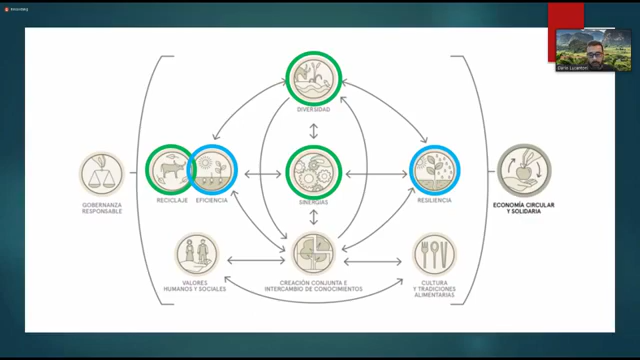 DIVERSIDAD
RECICLAJE
EFICIENCIA
SINERGIAS
RESILIENCIA
GOBERNANZA
RESPONSABLE
ECONOMÍA CIRCULAR
Y SOLIDARIA
VALORES
HUMANOS Y SOCIALES
CREACIÓN CONJUNTA E
INTERCAMBIO DE CONOCIMIENTOS
CULTURA
Y TRADICIONES
ALIMENTARIAS